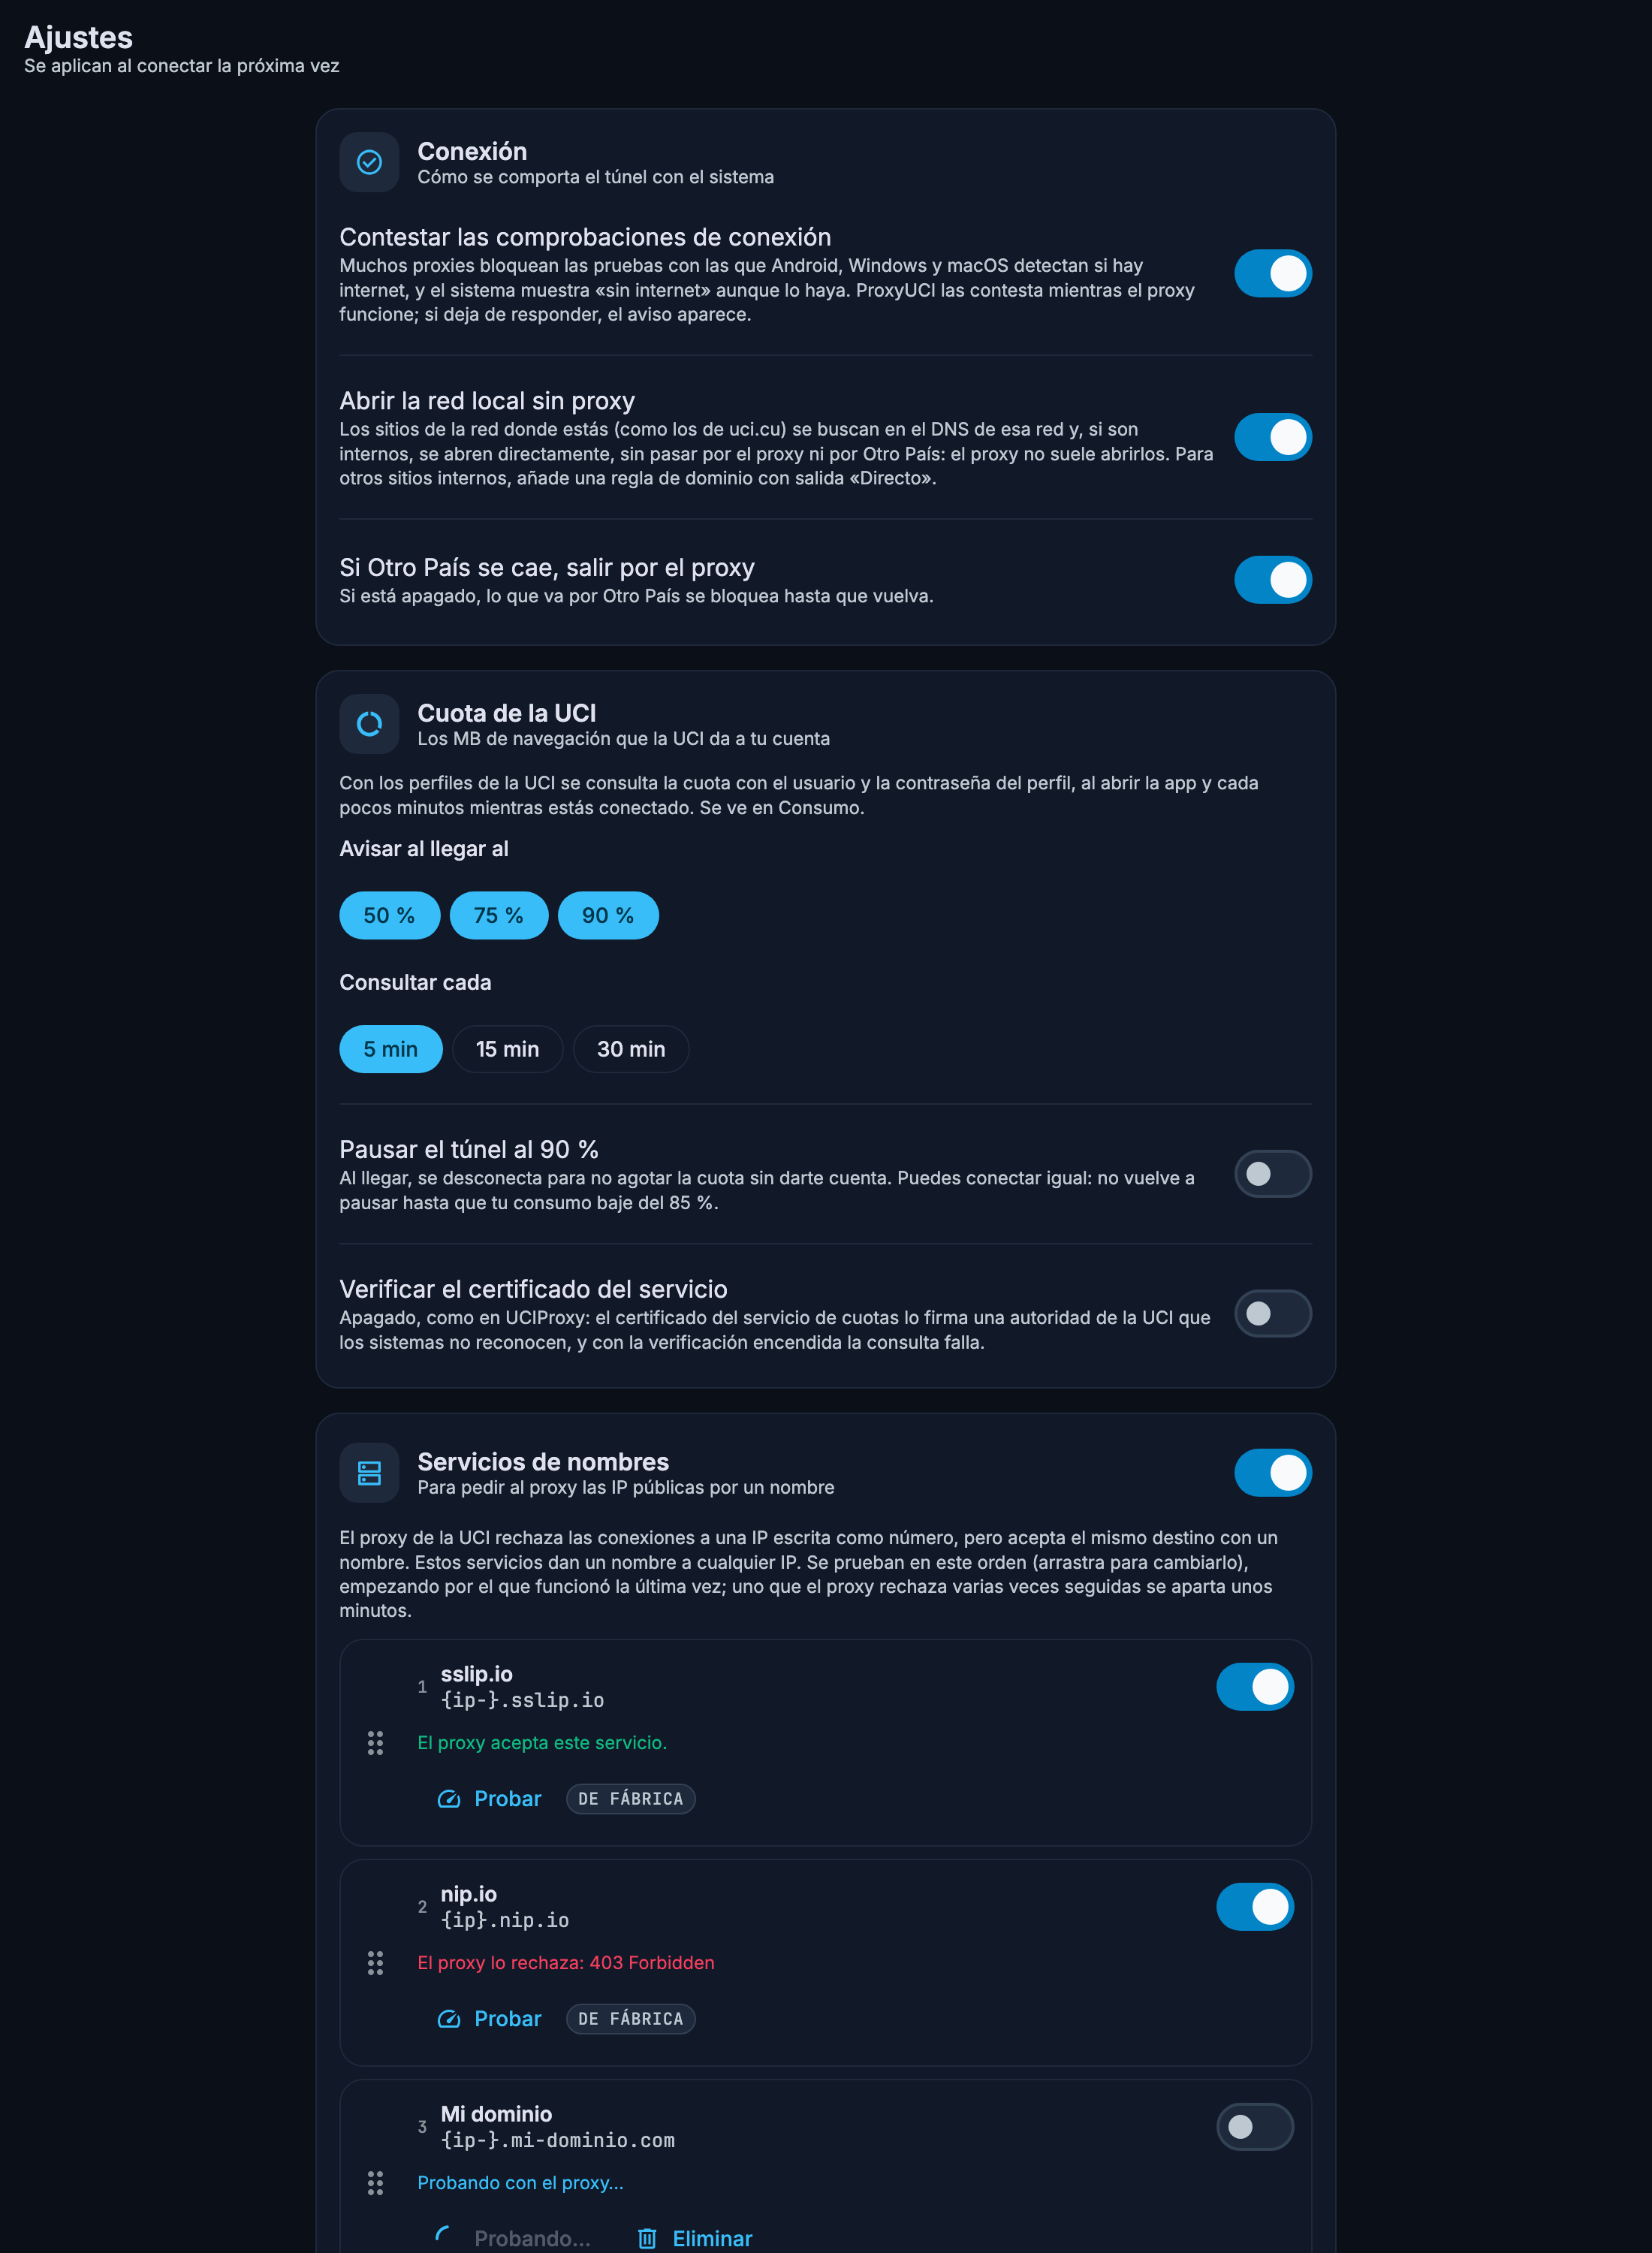 Ajustes
Se aplican al conectar la próxima vez
Conexión
Cómo se comporta el túnel con el sistema
Contestar las comprobaciones de conexión
Muchos proxies bloquean las pruebas con las que Android, Windows y macOS detectan si hay
internet, y el sistema muestra «sin internet» aunque lo haya. ProxyUCI las contesta mientras el proxy
funcione; si deja de responder, el aviso aparece.
Abrir la red local sin proxy
Los sitios de la red donde estás (como los de uci.cu) se buscan en el DNS de esa red y, si son
internos, se abren directamente, sin pasar por el proxy ni por Otro País: el proxy no suele abrirlos. Para
otros sitios internos, añade una regla de dominio con salida «Directo».
Si Otro País se cae, salir por el proxy
Si está apagado, lo que va por Otro País se bloquea hasta que vuelva.
Cuota de la UCI
Los MB de navegación que la UCI da a tu cuenta
Con los perfiles de la UCI se consulta la cuota con el usuario y la contraseña del perfil, al abrir la app y cada
pocos minutos mientras estás conectado. Se ve en Consumo.
Avisar al llegar al
50 % 75 % 90 %
Consultar cada
5 min 15 min 30 min
Pausar el túnel al 90 %
Al llegar, se desconecta para no agotar la cuota sin darte cuenta. Puedes conectar igual: no vuelve a
pausar hasta que tu consumo baje del 85 %.
Verificar el certificado del servicio
Apagado, como en UCIProxy: el certificado del servicio de cuotas lo firma una autoridad de la UCI que
los sistemas no reconocen, y con la verificación encendida la consulta falla.
Servicios de nombres
Para pedir al proxy las IP públicas por un nombre
El proxy de la UCI rechaza las conexiones a una IP escrita como número, pero acepta el mismo destino con un
nombre. Estos servicios dan un nombre a cualquier IP. Se prueban en este orden (arrastra para cambiarlo),
empezando por el que funcionó la última vez; uno que el proxy rechaza varias veces seguidas se aparta unos
minutos.
1 sslip.io
{ip-}.sslip.io
El proxy acepta este servicio.
Probar DE FÁBRICA
2 nip.io
{ip}.nip.io
El proxy lo rechaza: 403 Forbidden
Probar DE FÁBRICA
3 Mi dominio
{ip-}.mi-dominio.com
Probando con el proxy...
Probando... Eliminar